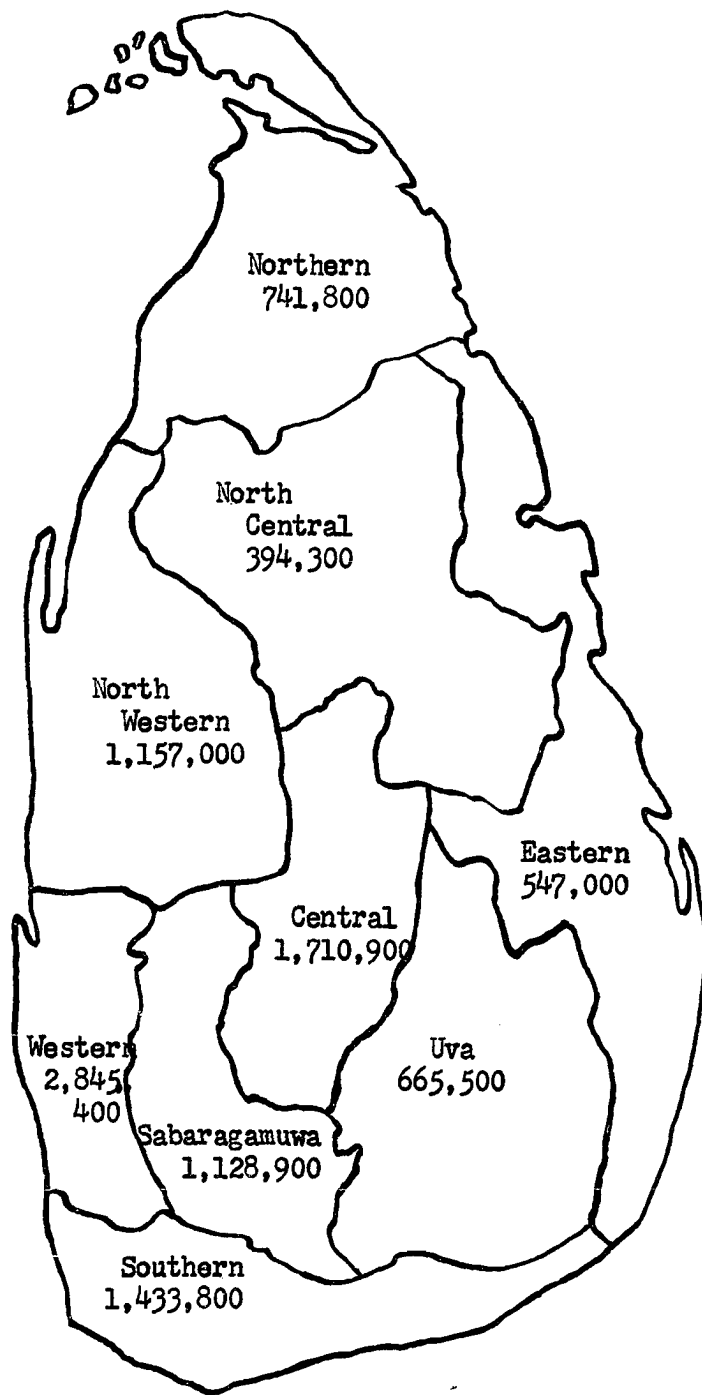 Northern
741,800
North
Central
394,300
North
Western
1,157,000
Eastern
547,000
Central
1,710,900
Western
2,845,
400
Uva
665,500
Sabaragamuwa
1,128,900
Southern
1,433,800